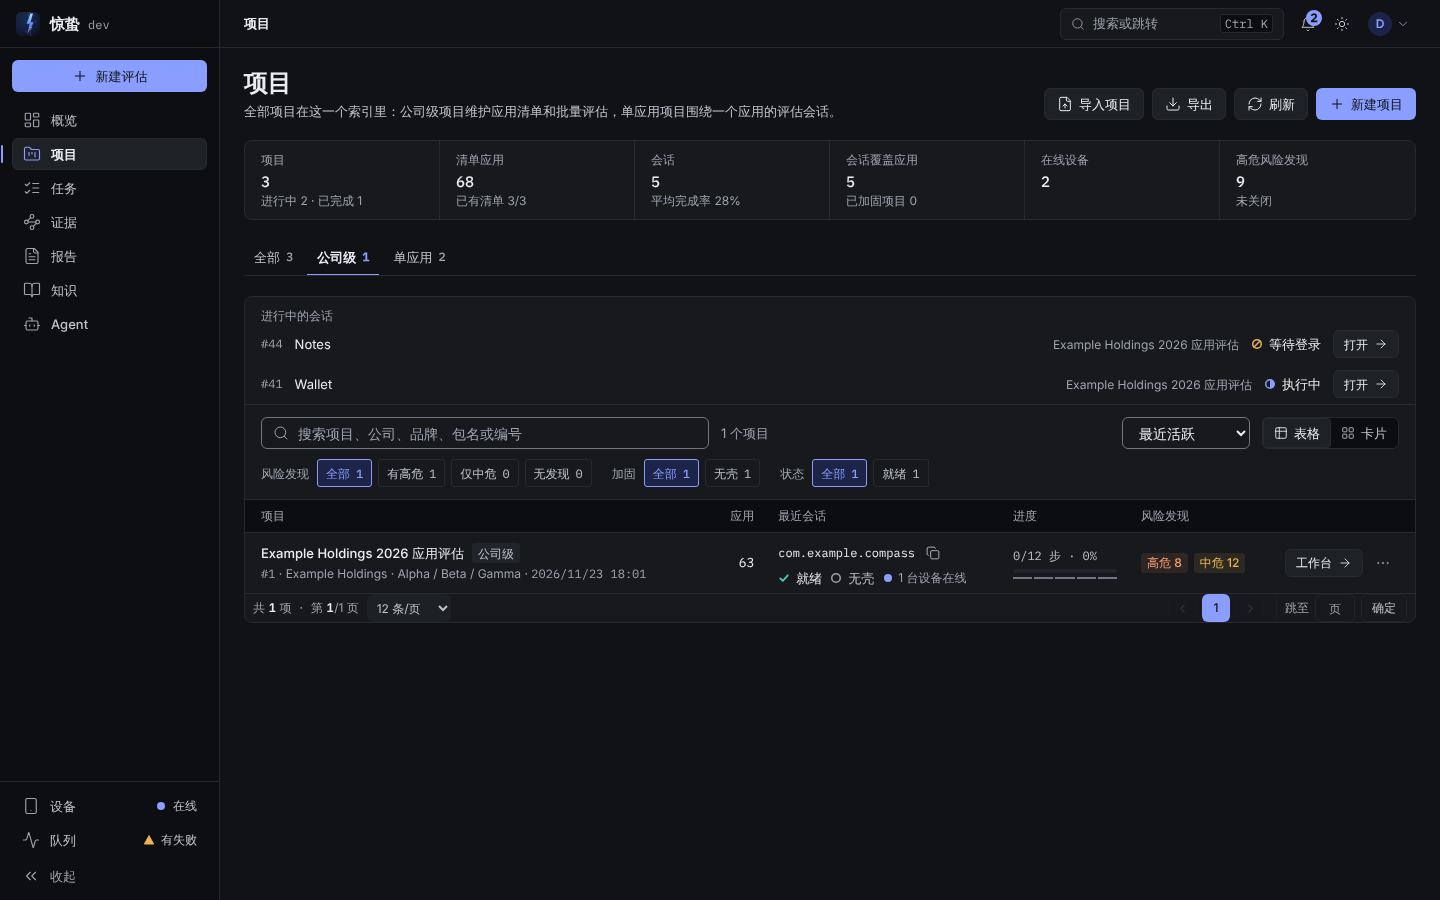 惊蛰 dev
项目
搜索或跳转 Ctrl K
2
D
新建评估
概览
项目
任务
证据
报告
知识
Agent
设备 在线
队列 有失败
收起
项目
全部项目在这一个索引里：公司级项目维护应用清单和批量评估，单应用项目围绕一个应用的评估会话。
导入项目 导出 刷新 新建项目
项目 清单应用 会话 会话覆盖应用 在线设备 高危风险发现
3 68 5 5 2 9
进行中 2 · 已完成 1 已有清单 3/3 平均完成率 28% 已加固项目 0 未关闭
全部 3 公司级 1 单应用 2
进行中的会话
#44 Notes Example Holdings 2026 应用评估 等待登录 打开
#41 Wallet Example Holdings 2026 应用评估 执行中 打开
搜索项目、公司、品牌、包名或编号 1 个项目 最近活跃 表格 卡片
风险发现 全部 1 有高危 1 仅中危 0 无发现 0 加固 全部 1 无壳 1 状态 全部 1 就绪 1
项目 应用 最近会话 进度 风险发现
Example Holdings 2026 应用评估 公司级
#1 · Example Holdings · Alpha / Beta / Gamma · 2026/11/23 18:01
63
com.example.compass
就绪 无壳 1 台设备在线
0/12 步 · 0%
高危 8 中危 12
工作台
共 1 项 · 第 1/1 页 12 条/页 1 跳至 页 确定